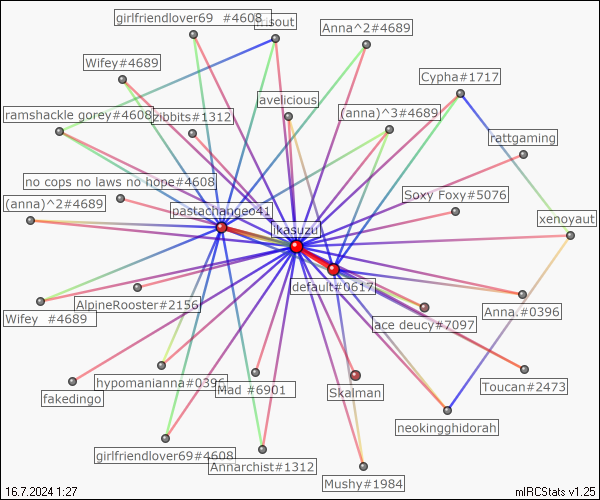 girlfriendlover69 #4608
irisout
Anna^2#4689
Wifey#4689
Cypha#1717
avelicious
ramshackle gorey#4608
zibbits#1312
(anna)^3#4689
rattgaming
no cops no laws no hope#4608
Soxy Foxy#5076
(anna)^2#4689
pastachangeo41
xenoyaut
ikasuzu
default#0617
AlpineRooster#2156
Anna.#0396
Wifey #4689
ace deucy#7097
hypomanianna#0396
Mad #6901
Toucan#2473
fakedingo
Skalman
neokingghidorah
girlfriendlover69#4608
Annarchist#1312
Mushy#1984
16.7.2024 1:27
mIRCStats v1.25